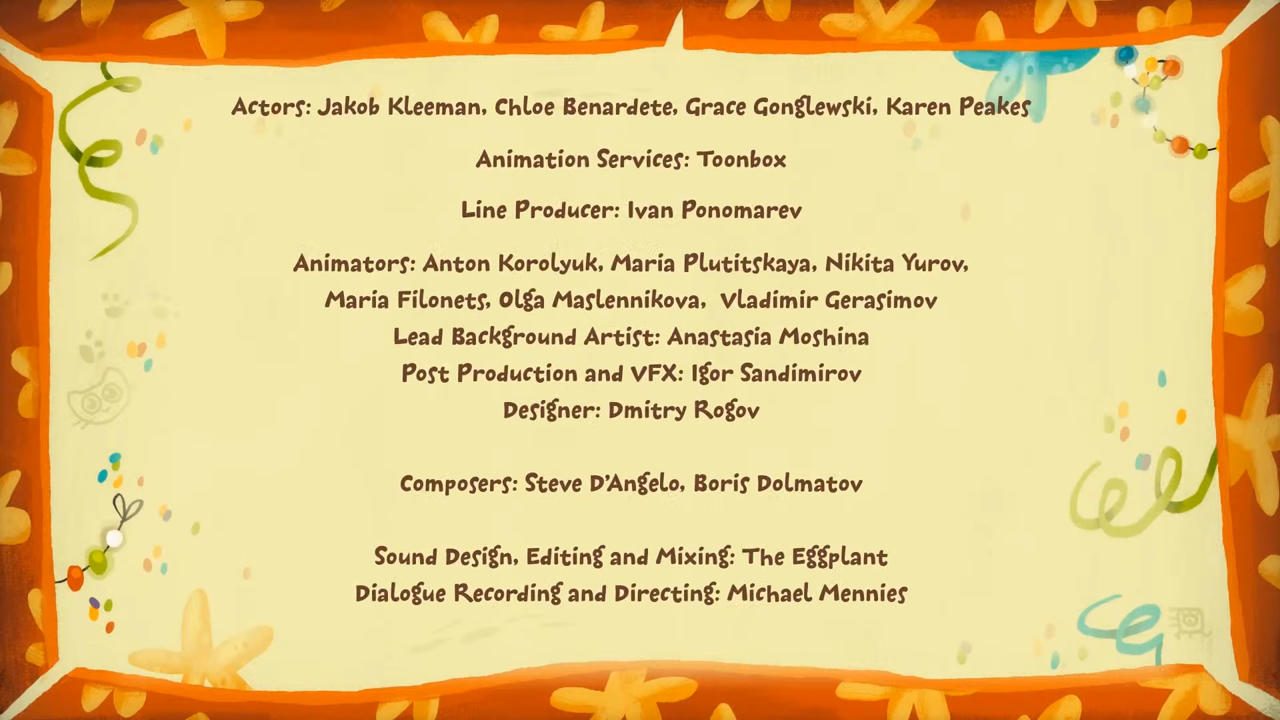 Actors: Jakob Kleeman, Chloe Benardete, Grace Gonglewski, Karen Peakes
Animation Services: Toonbox
Line Producer: Ivan Ponomarev
Animators: Anton Korolyuk, Maria Plutitskaya, Nikita Yurov,
Maria Filonets, Olga Maslennikova, Vladimir Gerasimov
Lead Background Artist: Anastasia Moshina
Post Production and VFX: Igor Sandimirov
Designer: Dmitry Rogov
Composers: Steve D'Angelo, Boris Dolmatov
Sound Design, Editing and Mixing: The Eggplant
Dialogue Recording and Directing: Michael Mennies